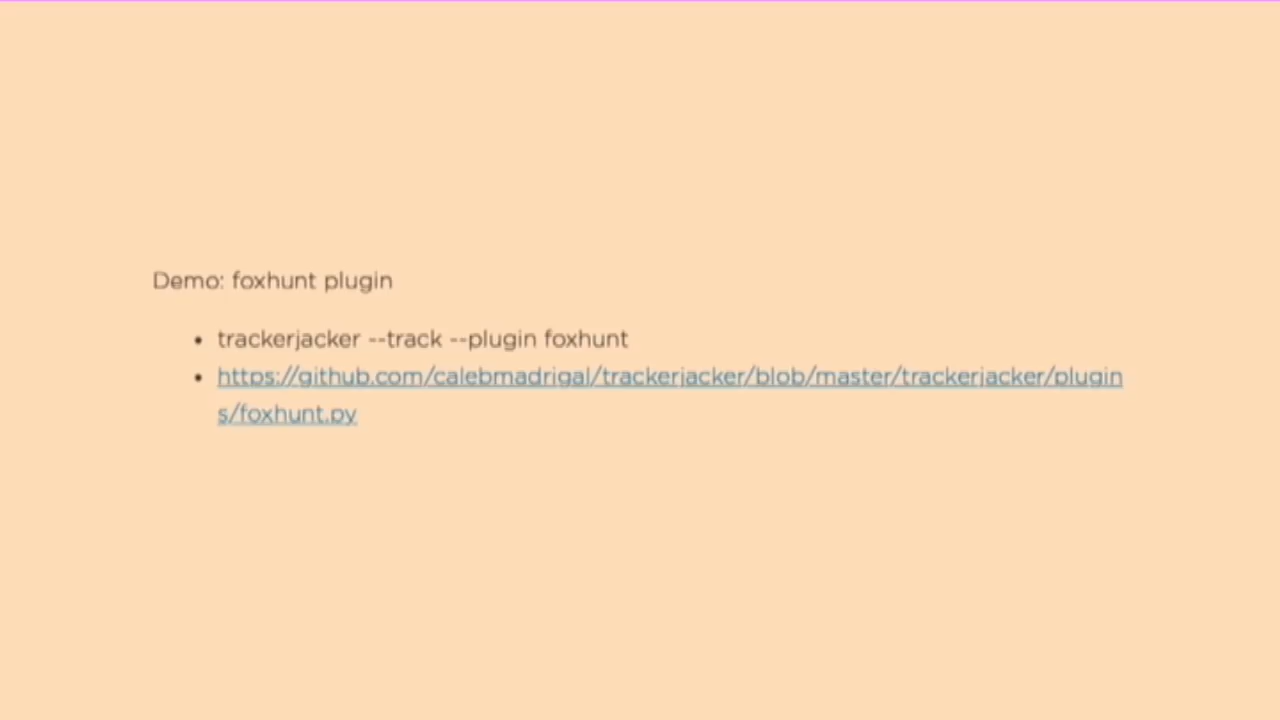 Demo: foxhunt plugin
• trackerjacker --track --plugin foxhunt
• https://github.com/calebmadrigal/trackerjacker/blob/master/trackerjacker/plugin
s/foxhunt.py